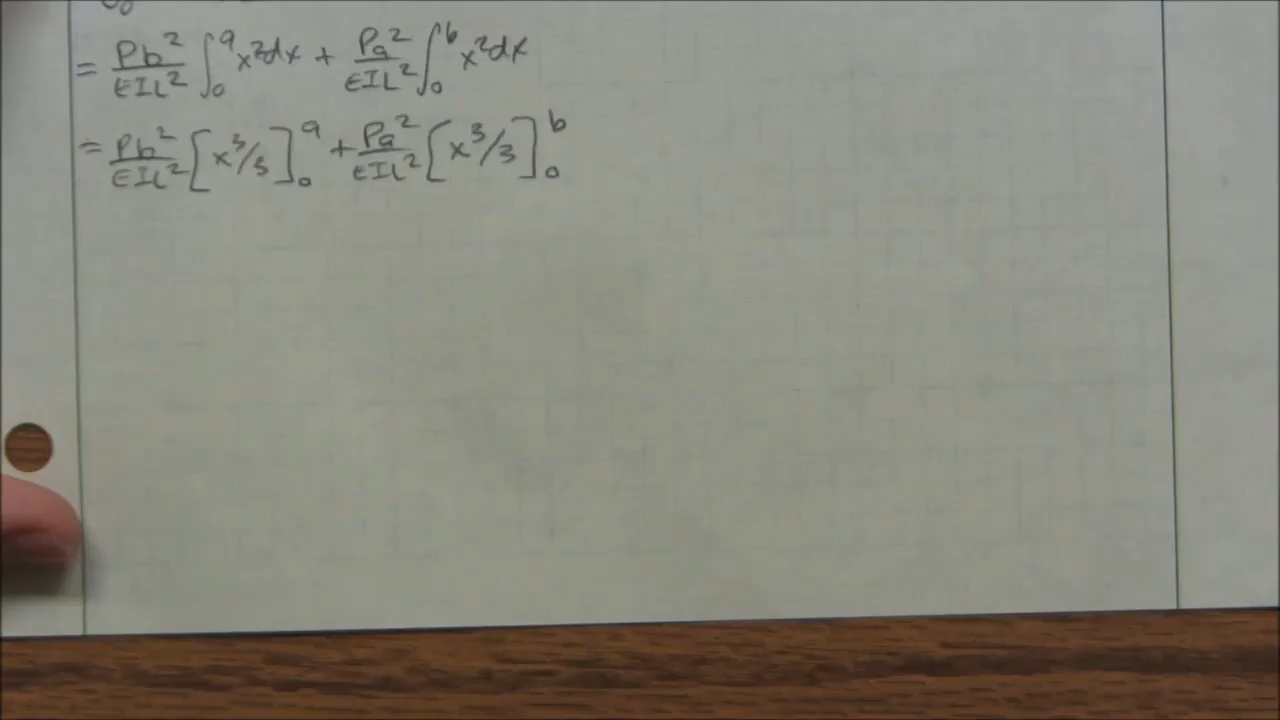 = Pb²/EIL² ∫₀ᵃ x²dx + Pa²/EIL² ∫₀ᵇ x²dx
= Pb²/EIL² [x³/3]₀ᵃ + Pa²/EIL² [x³/3]₀ᵇ